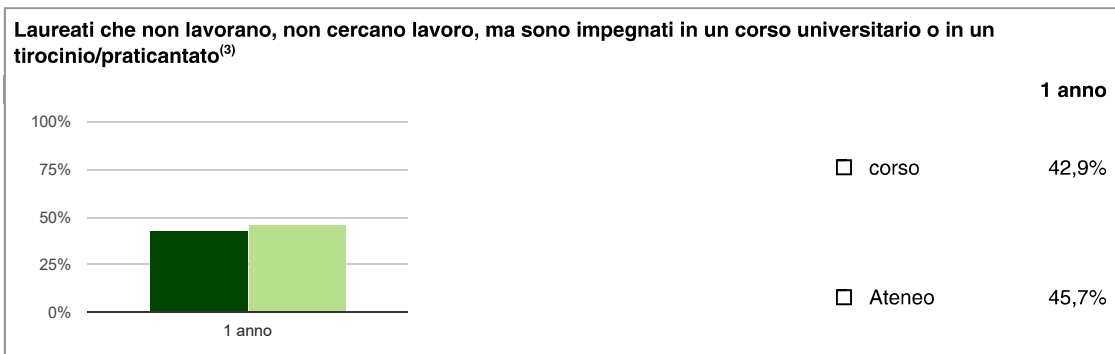 Laureati che non lavorano, non cercano lavoro, ma sono impegnati in un corso universitario o in un
tirocinio/praticantato(3)
1 anno
100%
75%
50%
25%
0%
1 anno
corso 42,9%
Ateneo 45,7%